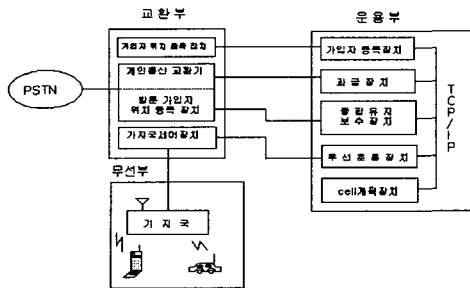 교환부
운용부
가입자 위치 등록 장치
개인통신 교환기
방문 가입자
위치 등록 장치
기지국제어장치
PSTN
가입자 등록장치
과금장치
통합유지
보수장치
무선호름장치
cell계획장치
TCP/IP
무선부
기지국